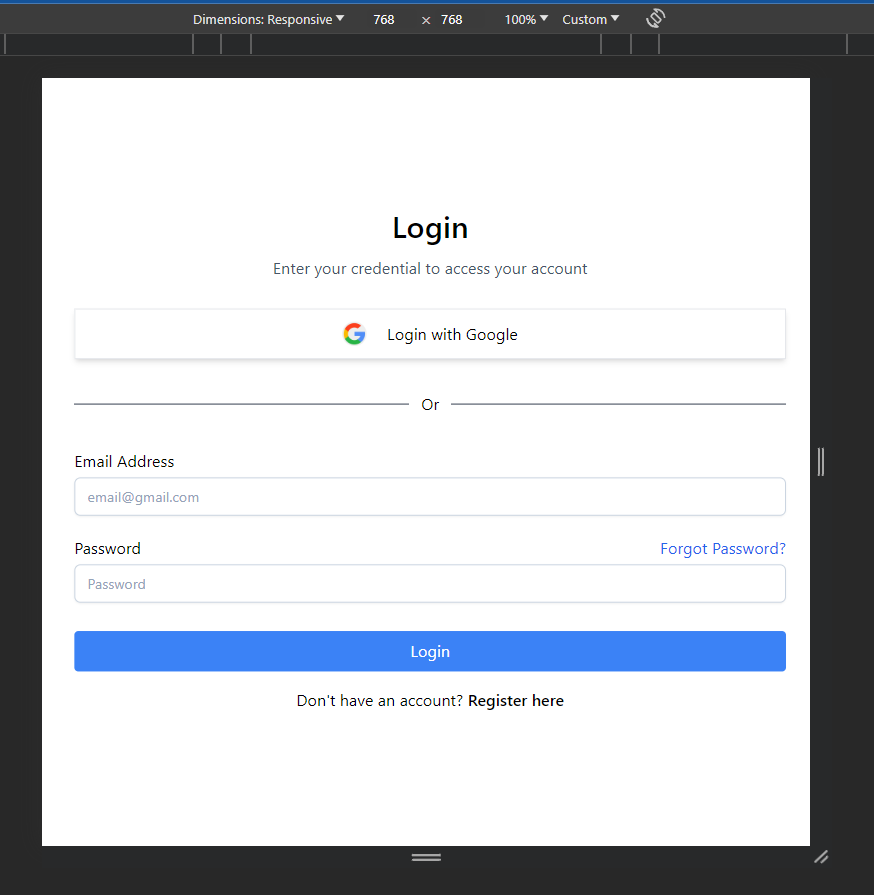 Dimensions: Responsive 768 × 768 100% Custom
Login
Enter your credential to access your account
Login with Google
Or
Email Address
email@gmail.com
Password Forgot Password?
Password
Login
Don't have an account? Register here